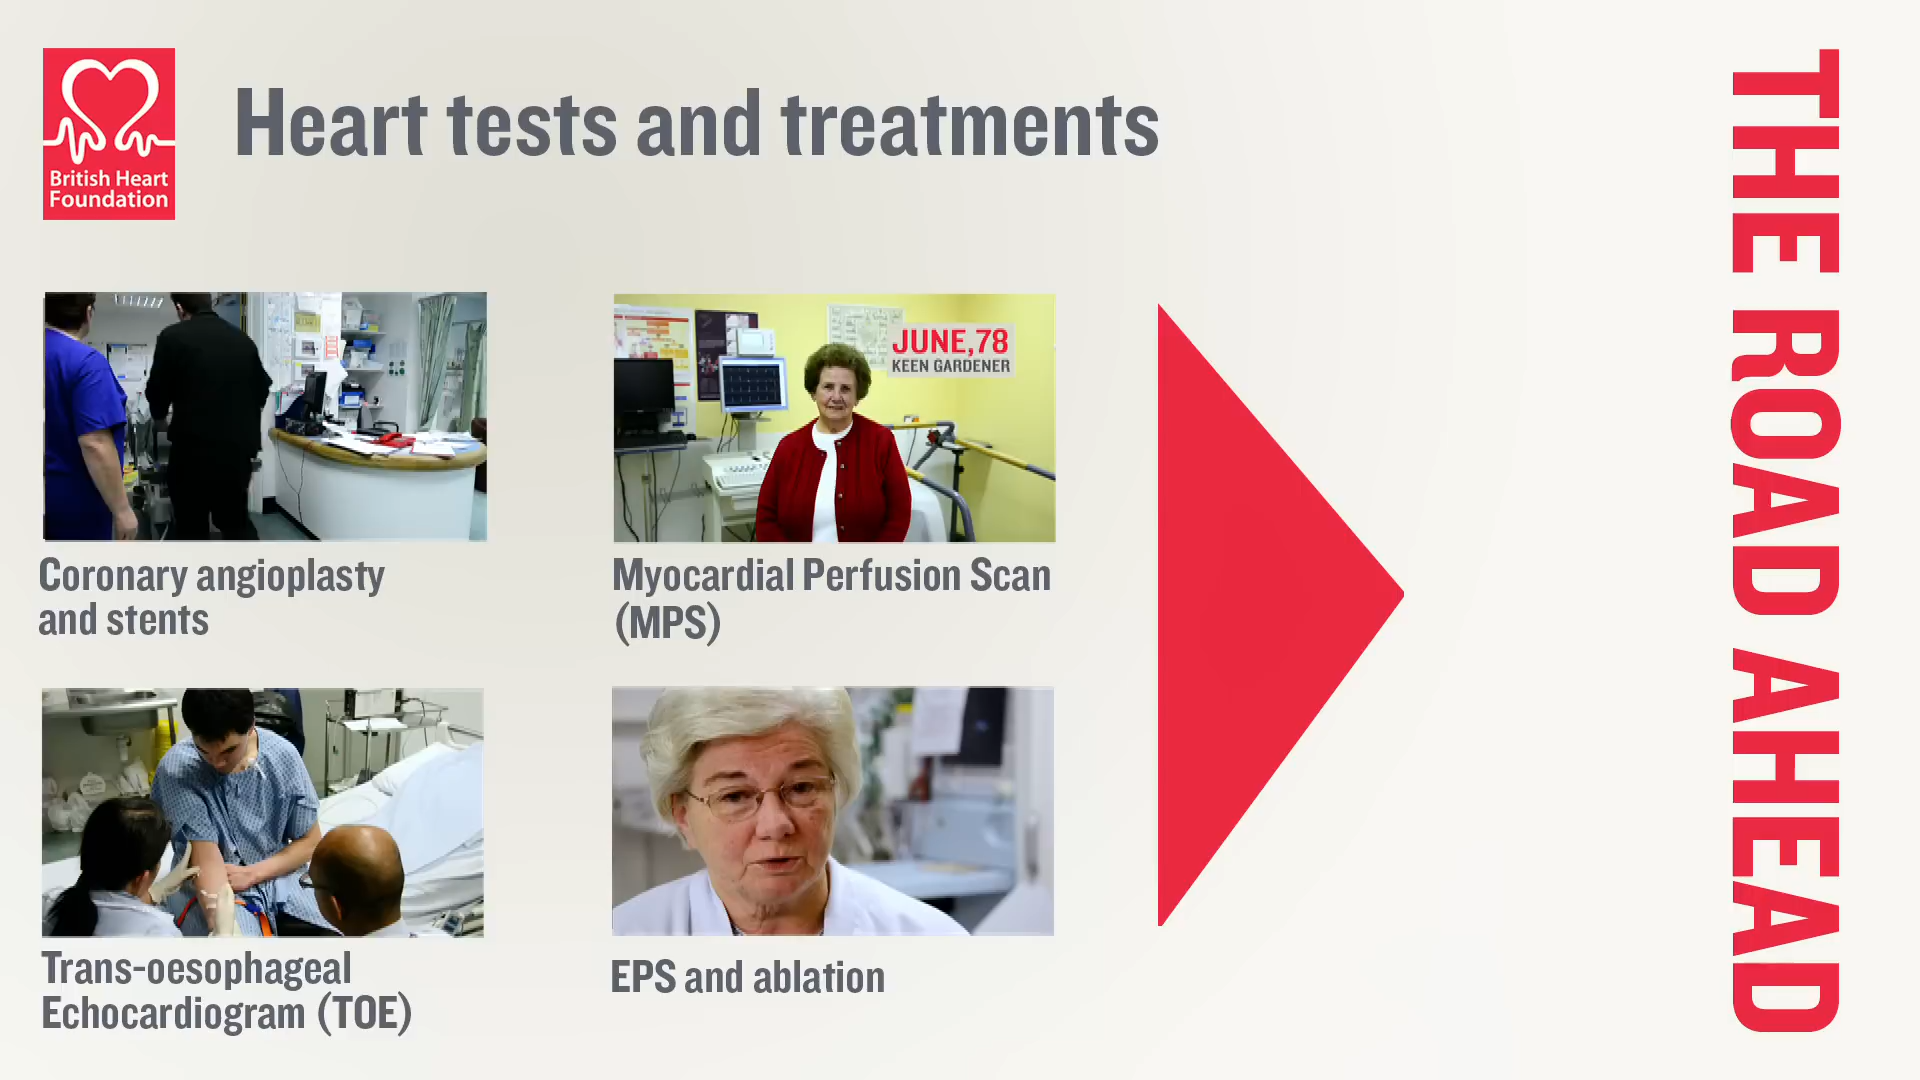 British Heart
Foundation
Heart tests and treatments
JUNE,78
KEEN GARDENER
Coronary angioplasty
and stents
Myocardial Perfusion Scan
(MPS)
Trans-oesophageal
Echocardiogram (TOE)
EPS and ablation
THE ROAD AHEAD